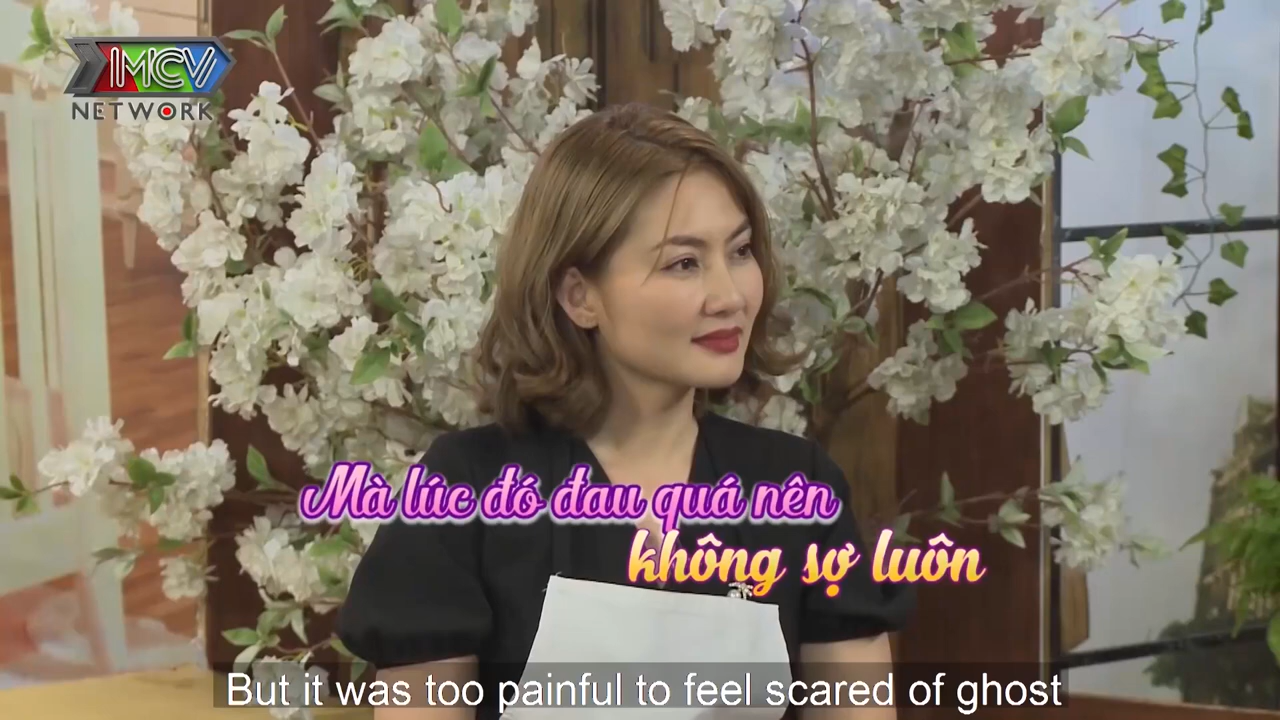 MCV
NETWORK
Mà lúc đó đau quá nên
không sợ luôn
But it was too painful to feel scared of ghost